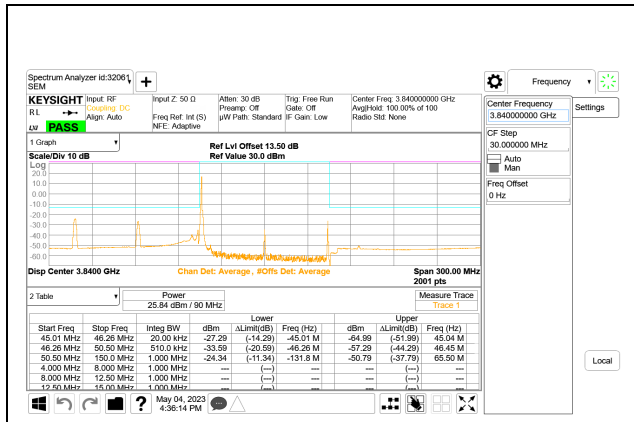 Spectrum Analyzer id:32061
SEM
Frequency
KEYSIGHT Input: RF Input Z: 50 Ω Atten: 30 dB Trig: Free Run Center Freq: 3.840000000 GHz
RL Coupling: DC Preamp: Off Gate: Off Avg|Hold: 100.00% of 100
Align: Auto Freq Ref: Int (S) µW Path: Standard IF Gain: Low Radio Std: None
PASS NFE: Adaptive
Center Frequency
3.840000000 GHz
Settings
CF Step
30.000000 MHz
Auto
Man
Freq Offset
0 Hz
1 Graph
Scale/Div 10 dB
Ref Lvl Offset 13.50 dB
Ref Value 30.0 dBm
Log
20.0
10.0
0.00
-10.0
-20.0
-30.0
-40.0
-50.0
-60.0
Disp Center 3.8400 GHz Chan Det: Average , #Offs Det: Average Span 300.00 MHz
2001 pts
2 Table
Power
25.84 dBm / 90 MHz
Measure Trace
Trace 1
Lower Upper
Start Freq Stop Freq Integ BW dBm ΔLimit(dB) Freq (Hz) dBm ΔLimit(dB) Freq (Hz)
45.01 MHz 46.26 MHz 20.00 kHz -27.29 (-14.29) -45.01 M -64.99 (-51.99) 45.04 M
46.26 MHz 50.50 MHz 510.0 kHz -33.59 (-20.59) -46.26 M -57.29 (-44.29) 46.45 M
50.50 MHz 150.0 MHz 1.000 MHz -24.34 (-11.34) -131.8 M -50.79 (-37.79) 65.50 M
4.000 MHz 8.000 MHz 1.000 MHz --- (---) --- (---)
8.000 MHz 12.50 MHz 1.000 MHz --- (---) --- (---)
12.50 MHz 15.00 MHz 1.000 MHz --- (---) --- (---)
Local
May 04, 2023
4:36:14 PM